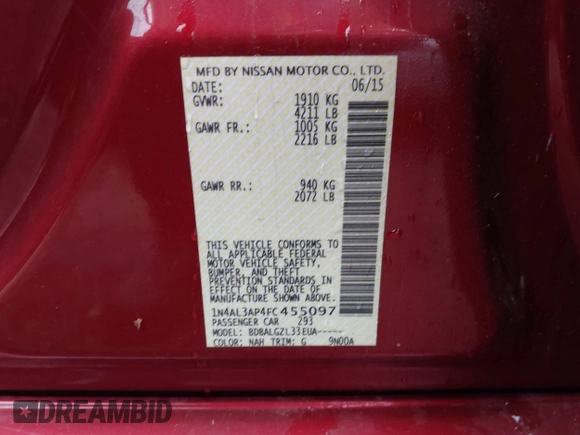 MFD BY NISSAN MOTOR CO., LTD.
DATE: 06/15
GVWR: 1910 KG
4211 LB
GAWR FR.: 1005 KG
2216 LB
GAWR RR.: 940 KG
2072 LB
THIS VEHICLE CONFORMS TO
ALL APPLICABLE FEDERAL
MOTOR VEHICLE SAFETY,
BUMPER, AND THEFT
PREVENTION STANDARDS IN
EFFECT ON THE DATE OF
MANUFACTURE SHOWN ABOVE.
1N4AL3AP4FC455097
PASSENGER CAR 293
MODEL: BDBALGZL33EUA-----
COLOR: NAH TRIM: G 9N00A
DREAMBID